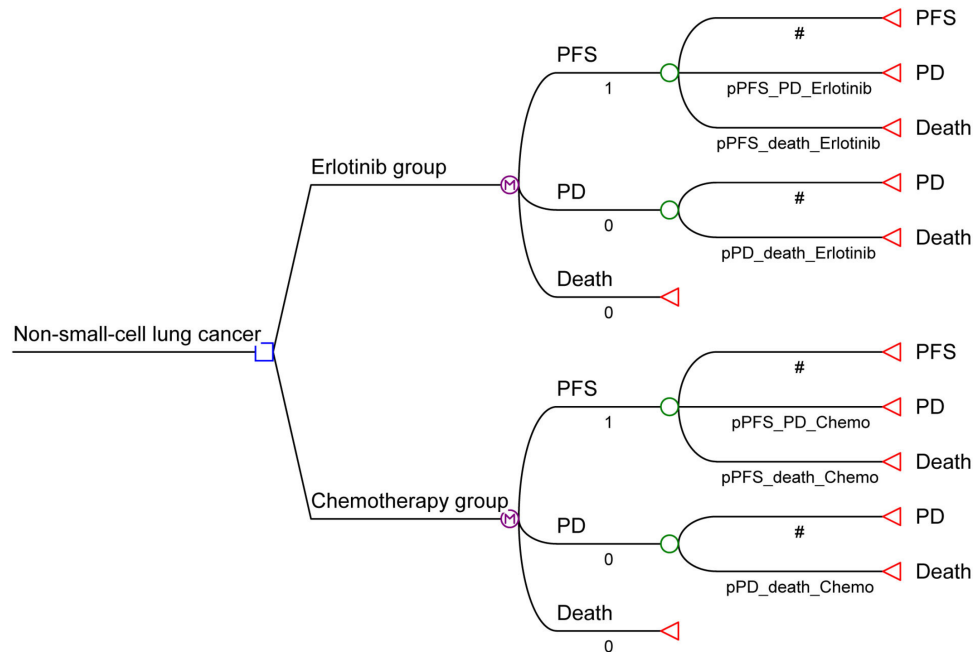 PFS
#
PFS
1
pPFS_PD_Erlotinib
PD
pPFS_death_Erlotinib
Death
Erlotinib group
M
PD
0
#
PD
pPD_death_Erlotinib
Death
Death
0
Non-small-cell lung cancer
PFS
#
PFS
1
pPFS_PD_Chemo
PD
pPFS_death_Chemo
Death
Chemotherapy group
M
PD
0
#
PD
pPD_death_Chemo
Death
Death
0